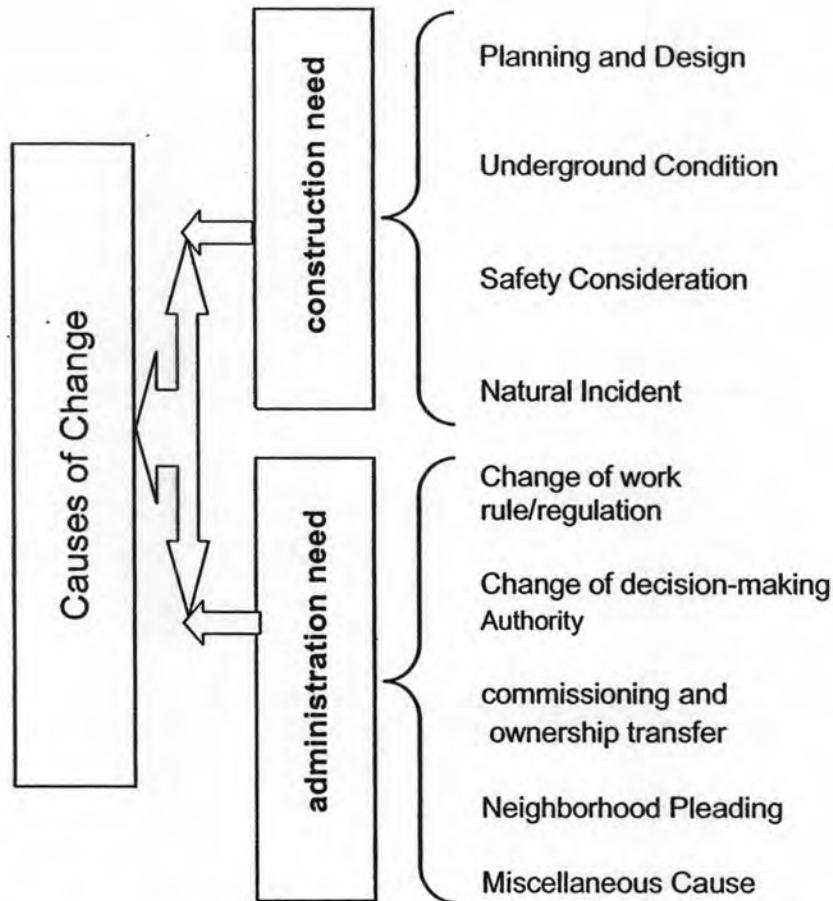 Causes of Change
construction need
Planning and Design
Underground Condition
Safety Consideration
Natural Incident
administration need
Change of work
rule/regulation
Change of decision-making
Authority
commissioning and
ownership transfer
Neighborhood Pleading
Miscellaneous Cause